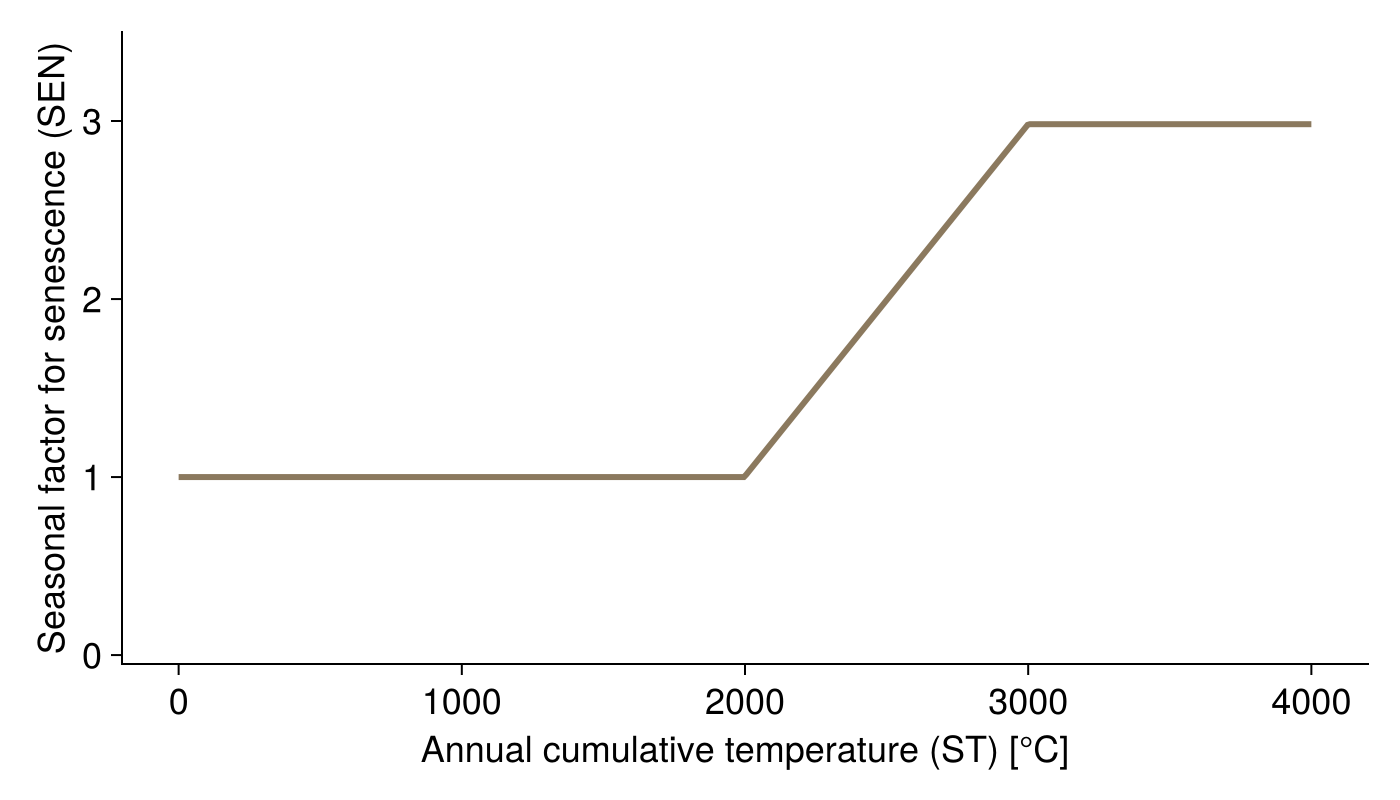 Seasonal factor for senescence (SEN)
3
2
1
0
0 1000 2000 3000 4000
Annual cumulative temperature (ST) [°C]